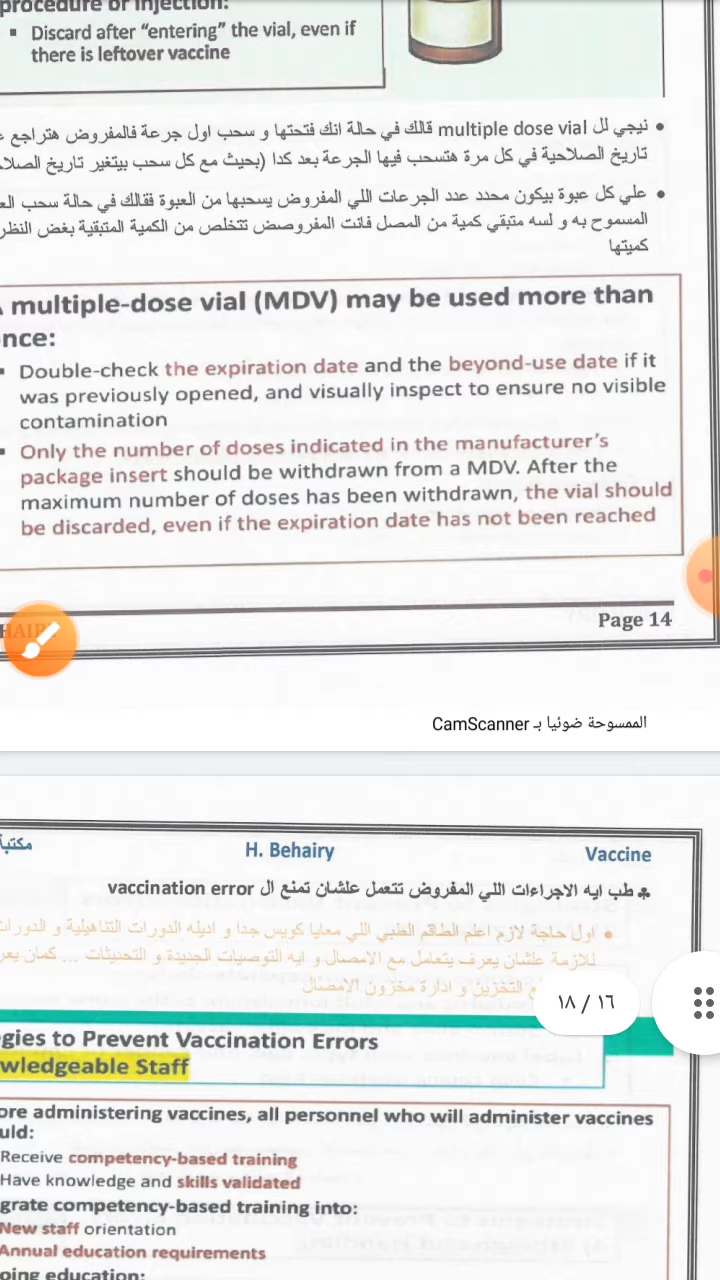 procedure or injection:
▪ Discard after “entering” the vial, even if
there is leftover vaccine
• نيجي لل multiple dose vial قالك في حالة انك فتحتها و سحب اول جرعة فالمفروض هتراجع
تاريخ الصلاحية في كل مرة هتسحب فيها الجرعة بعد كدا (بحيث مع كل سحب بيتغير تاريخ
• علي كل عبوة بيكون محدد عدد الجرعات اللي المفروض يسحبها من العبوة فقالك في حالة سحب
المسموح به و لسه متبقي كمية من المصل فانت المفروصض تتخلص من الكمية المتبقية بغض
كميتها
multiple-dose vial (MDV) may be used more than
nce:
Double-check the expiration date and the beyond-use date if it
was previously opened, and visually inspect to ensure no visible
contamination
Only the number of doses indicated in the manufacturer’s
package insert should be withdrawn from a MDV. After the
maximum number of doses has been withdrawn, the vial should
be discarded, even if the expiration date has not been reached
Page 14
الممسوحة ضوئيا بـ CamScanner
H. Behairy Vaccine
♣ طب ايه الاجراءات اللي المفروض تتعمل علشان تمنع ال vaccination error
• اول حاجة لازم اعلم الطاقم الطبي اللي معايا كويس جدا و اديله الدورات التاهيلية و الدورات
للازمة علشان يعرف يتعامل مع الامصال و ايه التوصيات الجديدة و التحديثات ... كمان
و التخزين و ادارة مخزون الامصال
١٦ / ١٨
gies to Prevent Vaccination Errors
wledgeable Staff
ore administering vaccines, all personnel who will administer vaccines
uld:
Receive competency-based training
Have knowledge and skills validated
grate competency-based training into:
New staff orientation
Annual education requirements
oing education: